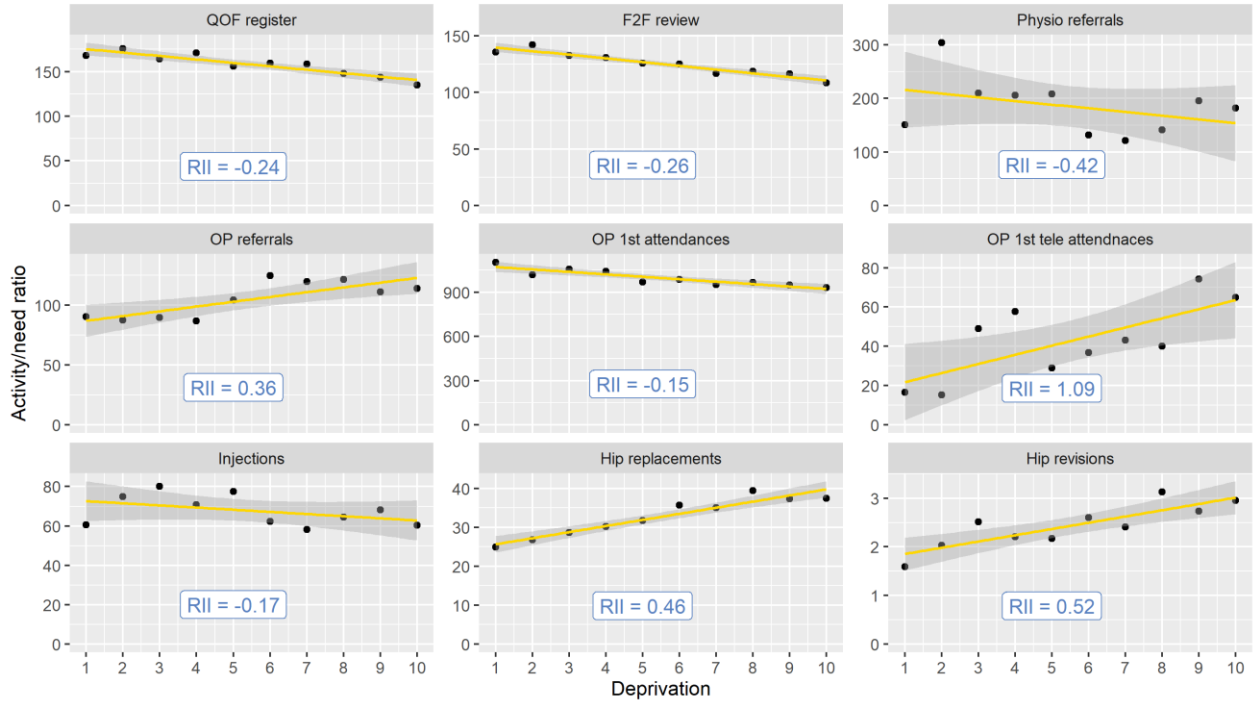 QOF register
F2F review
Physio referrals
150
100
50
0
RII = -0.24
150
100
50
0
RII = -0.26
300
200
100
0
RII = -0.42
OP referrals
OP 1st attendances
OP 1st tele attendnaces
100
50
0
RII = 0.36
900
600
300
0
RII = -0.15
80
60
40
20
0
RII = 1.09
Activity/need ratio
Injections
Hip replacements
Hip revisions
80
60
40
20
0
RII = -0.17
40
30
20
10
0
RII = 0.46
3
2
1
0
RII = 0.52
1 2 3 4 5 6 7 8 9 10
1 2 3 4 5 6 7 8 9 10
1 2 3 4 5 6 7 8 9 10
Deprivation